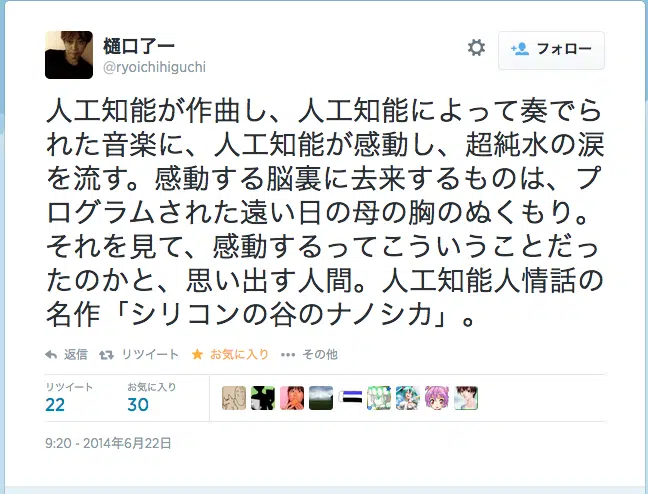 樋口了一
@ryoichihiguchi
フォロー
人工知能が作曲し、人工知能によって奏でら
れた音楽に、人工知能が感動し、超純水の涙
を流す。感動する脳裏に去来するものは、プ
ログラムされた遠い日の母の胸のぬくもり。
それを見て、感動するってこういうことだっ
たのかと、思い出す人間。人工知能人情話の
名作「シリコンの谷のナノシカ」。
返信 リツイート お気に入り その他
リツイート お気に入り
22 30
9:20 - 2014年6月22日